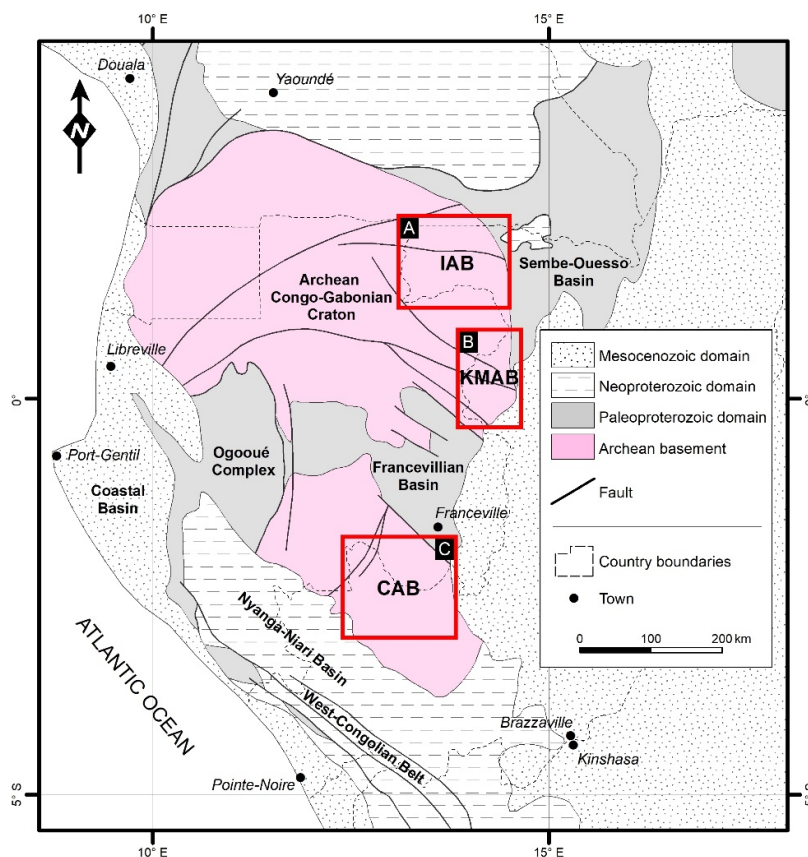 10° E
15° E
Douala
Yaoundé
N
A
IAB
Sembe-Ouesso
Basin
Archean
Congo-Gabonian
Craton
B
KMAB
Libreville
Mesocenozoic domain
Neoproterozoic domain
Paleoproterozoic domain
Archean basement
Fault
Country boundaries
Town
0 100 200 km
0°
0°
Port-Gentil
Ogooué
Complex
Francevillian
Basin
Coastal
Basin
Franceville
C
CAB
Nyanga-Niari Basin
ATLANTIC OCEAN
West-Congolian Belt
Brazzaville
Kinshasa
Pointe-Noire
5° S
5° S
10° E
15° E